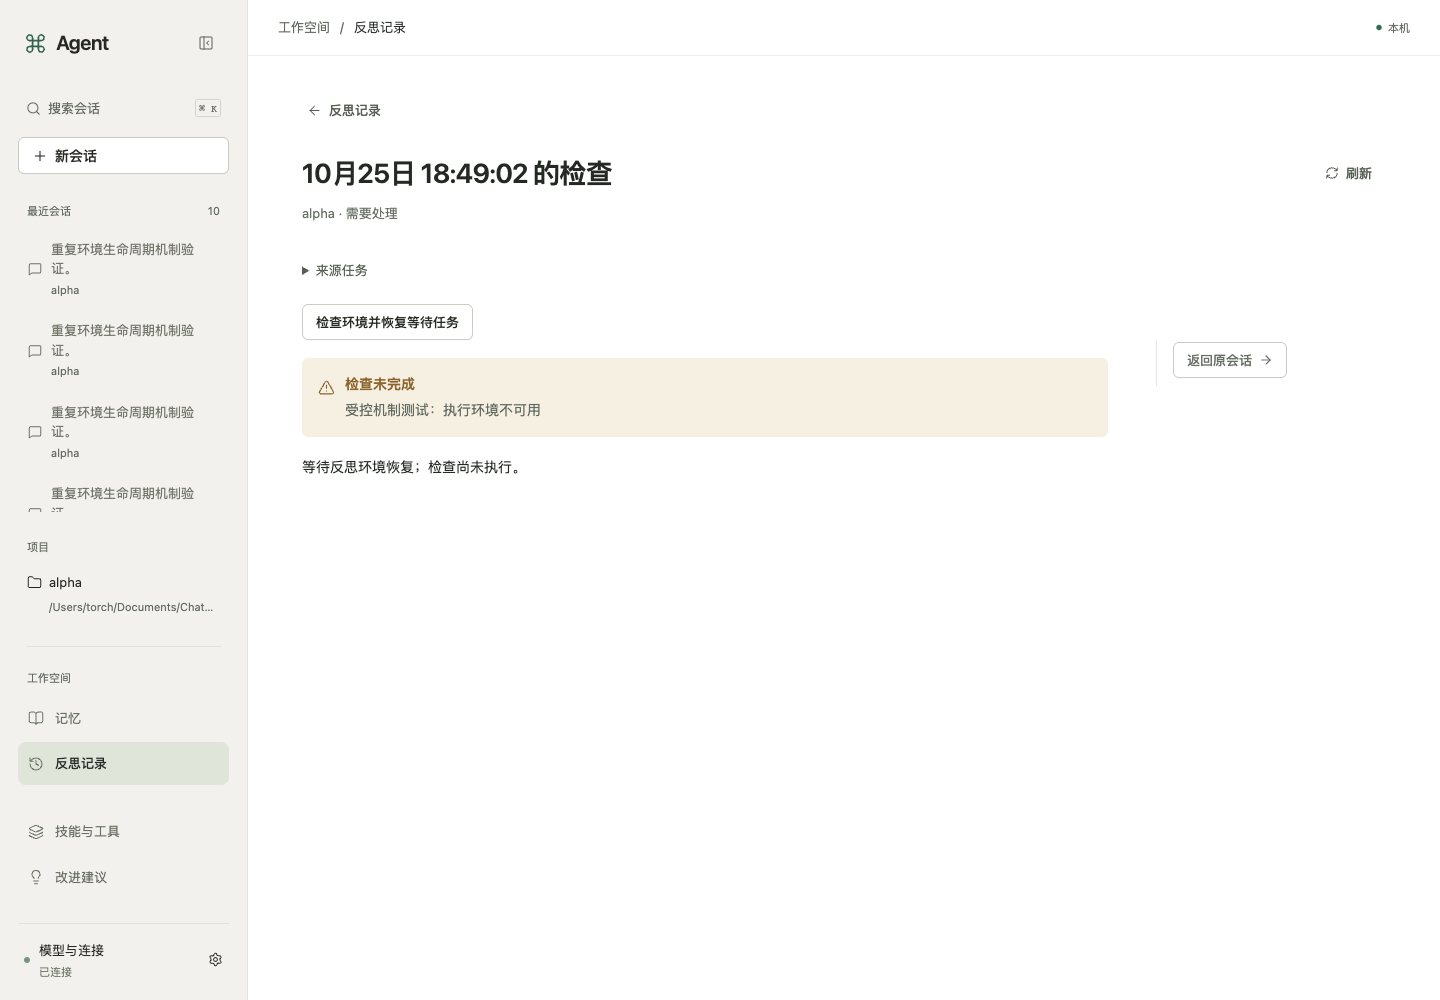 Agent
搜索会话
⌘ K
新会话
最近会话
10
重复环境生命周期机制验
证。
alpha
重复环境生命周期机制验
证。
alpha
重复环境生命周期机制验
证。
alpha
重复环境生命周期机制验
项目
alpha
/Users/torch/Documents/Chat...
工作空间
记忆
反思记录
技能与工具
改进建议
模型与连接
已连接
工作空间 / 反思记录
本机
反思记录
10月25日 18:49:02 的检查
刷新
alpha · 需要处理
来源任务
检查环境并恢复等待任务
检查未完成
受控机制测试：执行环境不可用
返回原会话
等待反思环境恢复；检查尚未执行。